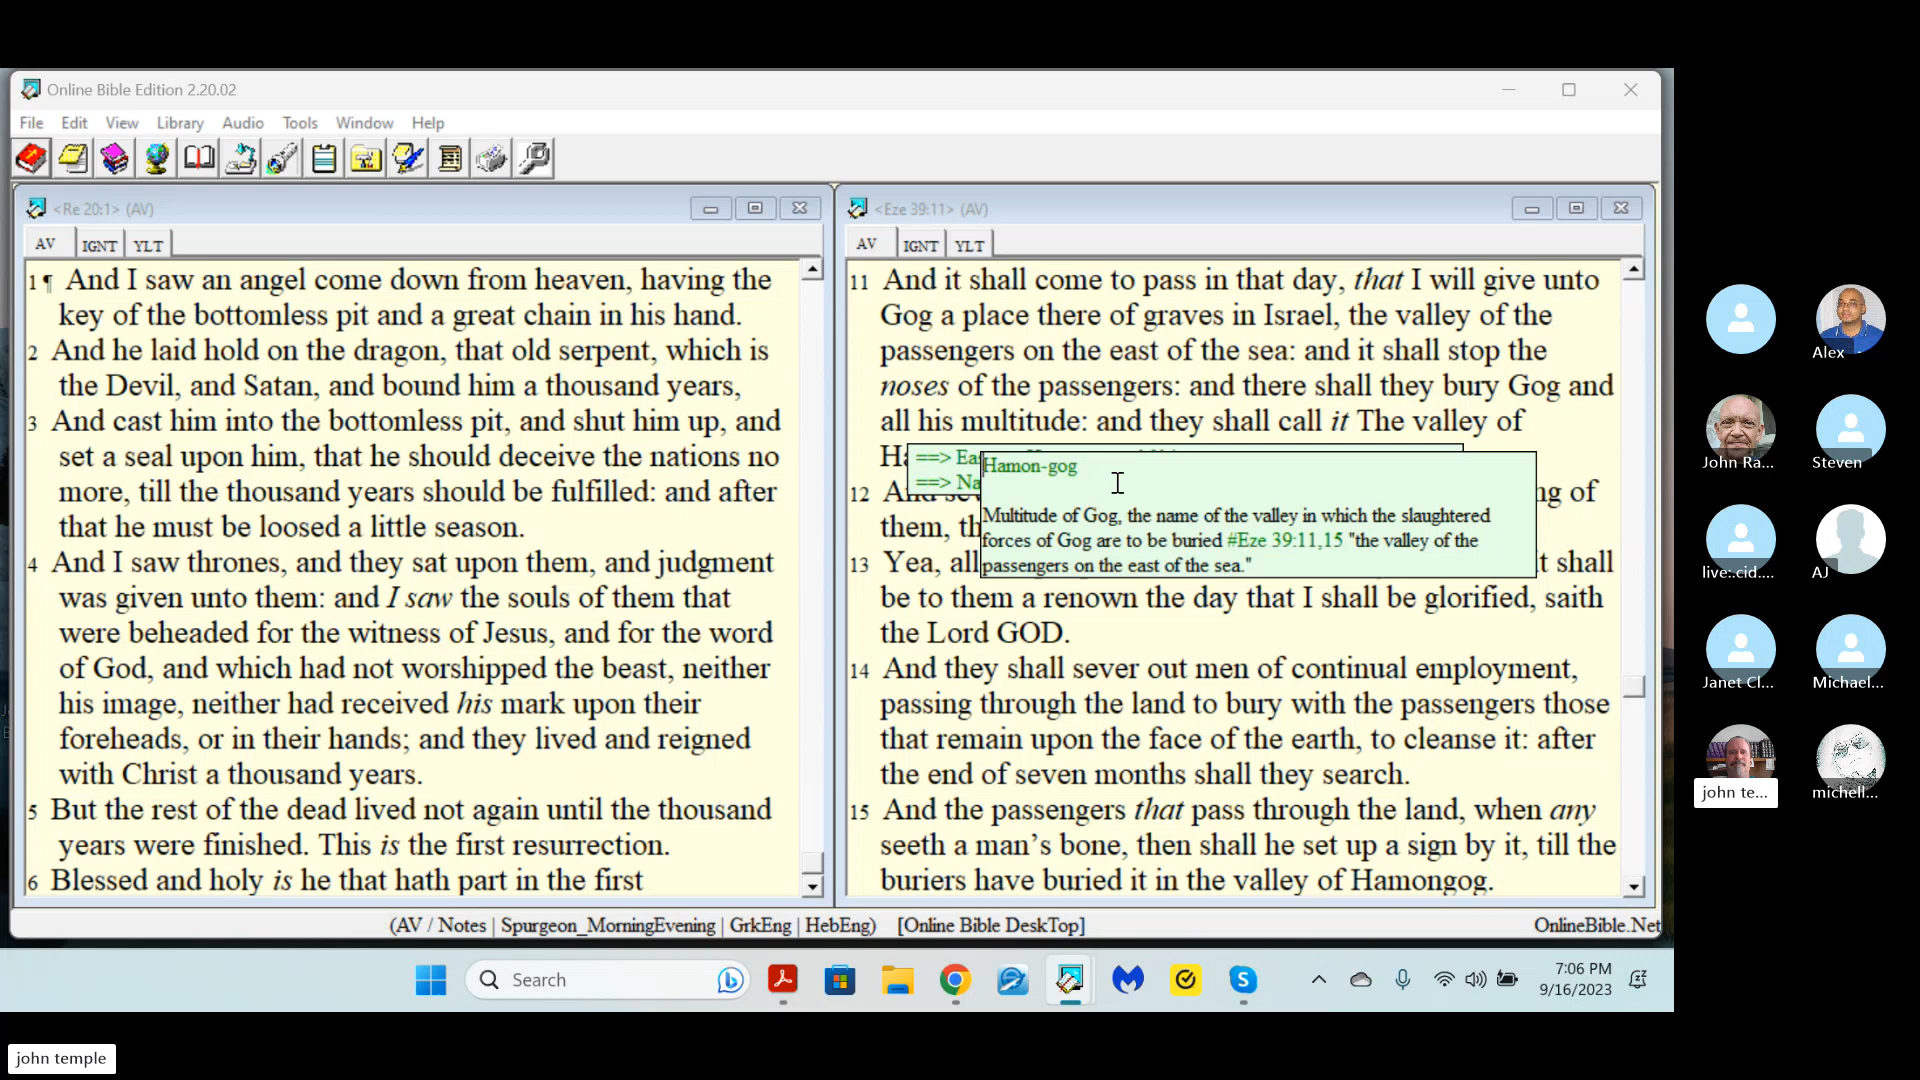 Online Bible Edition 2.20.02
File Edit View Library Audio Tools Window Help
<Re 20:1> (AV)
AV IGNT YLT
1 ¶ And I saw an angel come down from heaven, having the
key of the bottomless pit and a great chain in his hand.
2 And he laid hold on the dragon, that old serpent, which is
the Devil, and Satan, and bound him a thousand years,
3 And cast him into the bottomless pit, and shut him up, and
set a seal upon him, that he should deceive the nations no
more, till the thousand years should be fulfilled: and after
that he must be loosed a little season.
4 And I saw thrones, and they sat upon them, and judgment
was given unto them: and I saw the souls of them that
were beheaded for the witness of Jesus, and for the word
of God, and which had not worshipped the beast, neither
his image, neither had received his mark upon their
foreheads, or in their hands; and they lived and reigned
with Christ a thousand years.
5 But the rest of the dead lived not again until the thousand
years were finished. This is the first resurrection.
6 Blessed and holy is he that hath part in the first
<Eze 39:11> (AV)
AV IGNT YLT
11 And it shall come to pass in that day, that I will give unto
Gog a place there of graves in Israel, the valley of the
passengers on the east of the sea: and it shall stop the
noses of the passengers: and there shall they bury Gog and
all his multitude: and they shall call it The valley of
==> Eas
==> Na
Hamon-gog
Multitude of Gog, the name of the valley in which the slaughtered
forces of Gog are to be buried #Eze 39:11,15 "the valley of the
passengers on the east of the sea."
12 ng of
them, th
13 Yea, all it shall
be to them a renown the day that I shall be glorified, saith
the Lord GOD.
14 And they shall sever out men of continual employment,
passing through the land to bury with the passengers those
that remain upon the face of the earth, to cleanse it: after
the end of seven months shall they search.
15 And the passengers that pass through the land, when any
seeth a man's bone, then shall he set up a sign by it, till the
buriers have buried it in the valley of Hamongog.
(AV / Notes | Spurgeon_MorningEvening | GrkEng | HebEng) [Online Bible DeskTop] OnlineBible.Net
Search
7:06 PM
9/16/2023
Alex
John Ra...
Steven
live:.cid....
AJ
Janet Cl...
Michael...
john te...
michell...
john temple